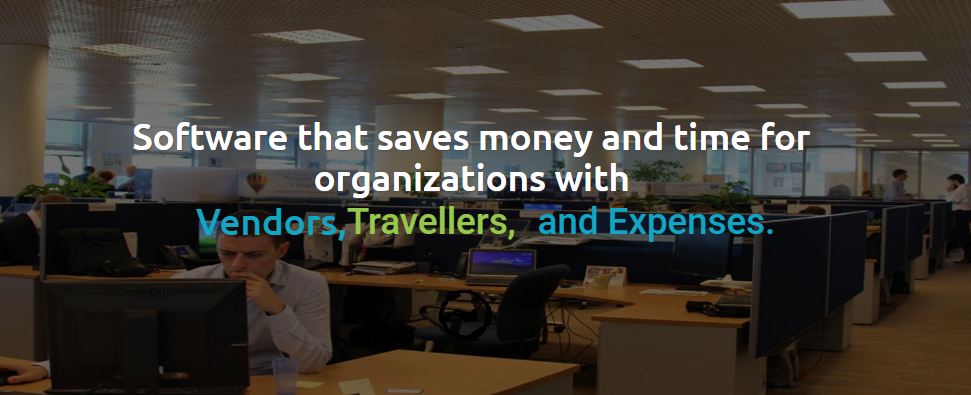 Software that saves money and time for
organizations with
Vendors,Travellers, and Expenses.